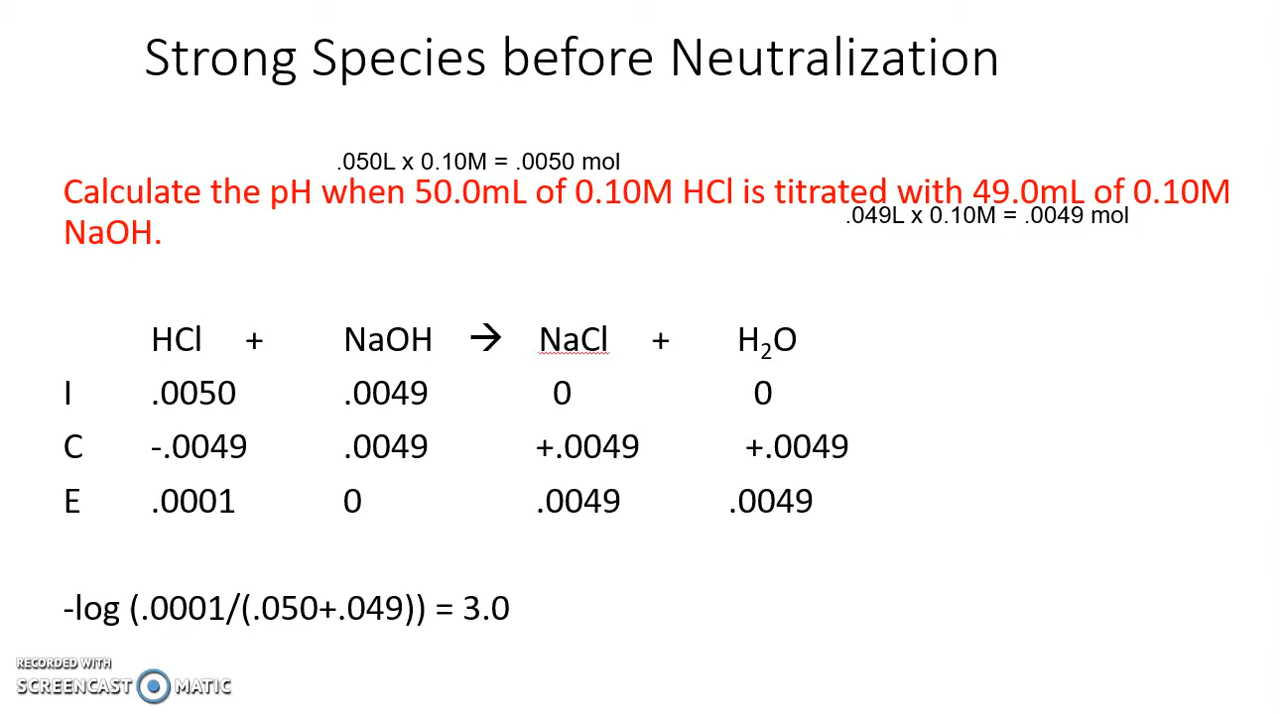 Strong Species before Neutralization
.050L x 0.10M = .0050 mol
Calculate the pH when 50.0mL of 0.10M HCl is titrated with 49.0mL of 0.10M
.049L x 0.10M = .0049 mol
NaOH.
HCl + NaOH → NaCl + H₂O
I .0050 .0049 0 0
C -.0049 .0049 +.0049 +.0049
E .0001 0 .0049 .0049
-log (.0001/(.050+.049)) = 3.0
RECORDED WITH
SCREENCAST MATIC